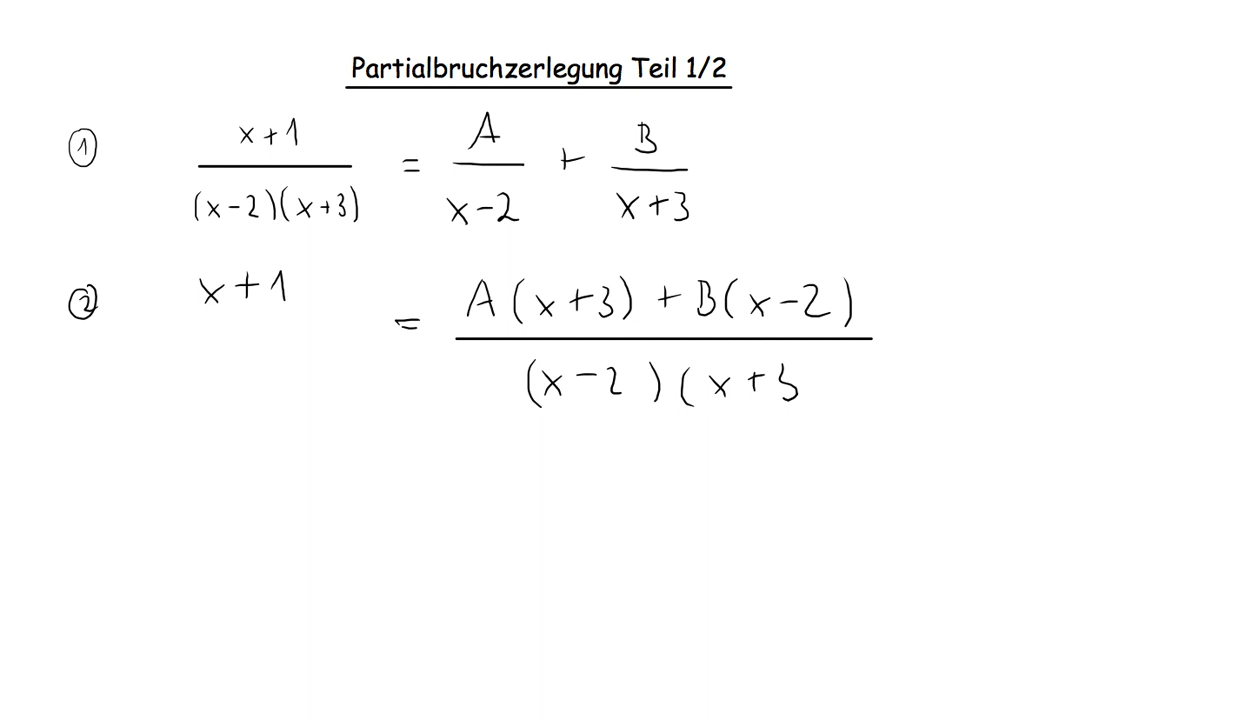 Partialbruchzerlegung Teil 1/2
① x+1 / (x-2)(x+3) = A / x-2 + B / x+3
② x+1 = A(x+3) + B(x-2) / (x-2)(x+3